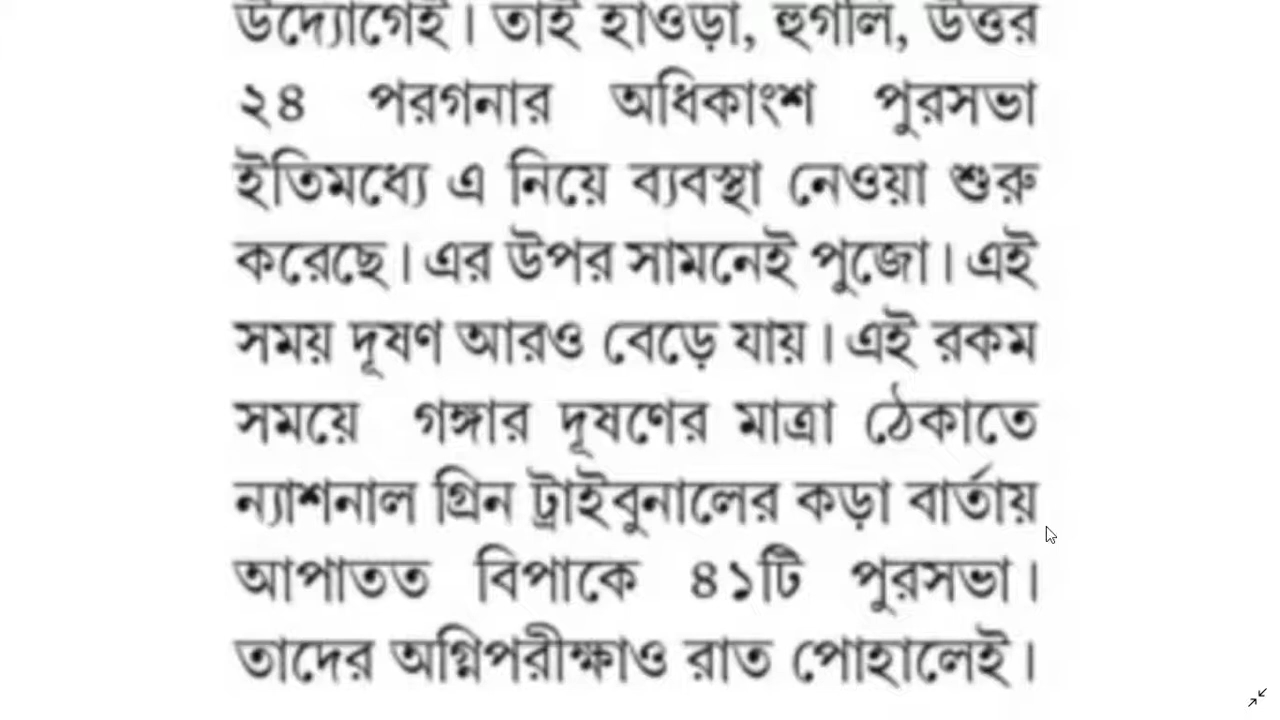 উদ্যোগেই। তাই হাওড়া, হুগলি, উত্তর
২৪ পরগনার অধিকাংশ পুরসভা
ইতিমধ্যে এ নিয়ে ব্যবস্থা নেওয়া শুরু
করেছে। এর উপর সামনেই পুজো। এই
সময় দূষণ আরও বেড়ে যায়। এই রকম
সময়ে গঙ্গার দূষণের মাত্রা ঠেকাতে
ন্যাশনাল গ্রিন ট্রাইবুনালের কড়া বার্তায়
আপাতত বিপাকে ৪১টি পুরসভা।
তাদের অগ্নিপরীক্ষাও রাত পোহালেই।